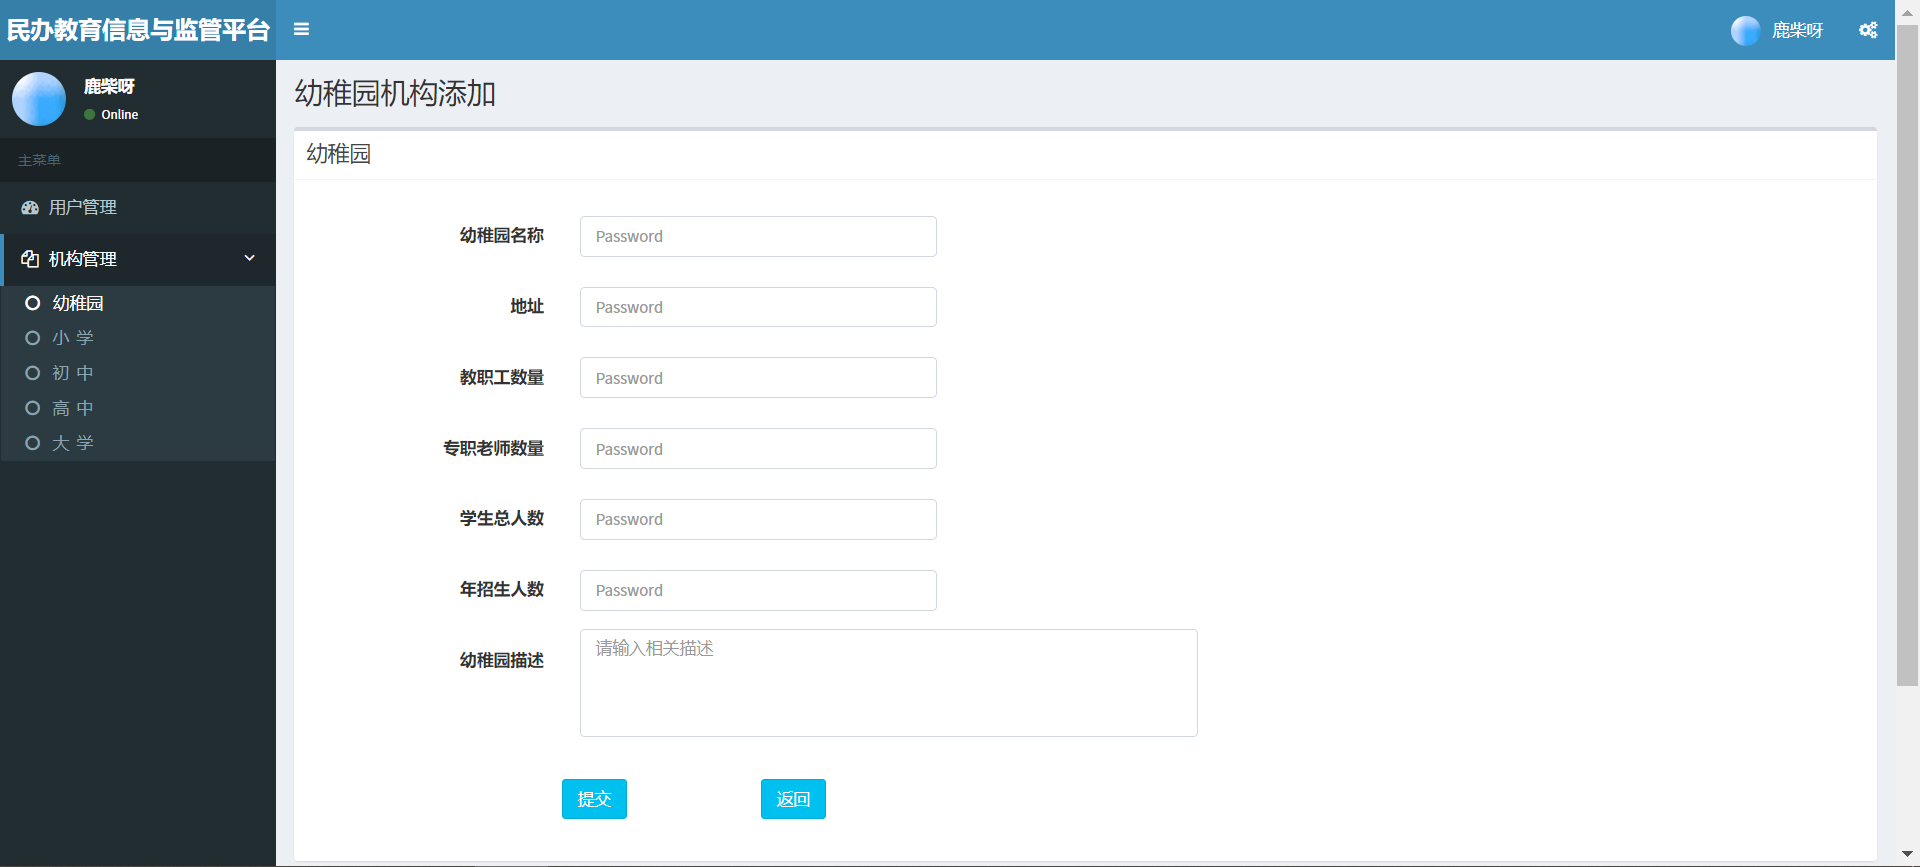 民办教育信息与监管平台
鹿柴呀
鹿柴呀
Online
主菜单
用户管理
机构管理
幼稚园
小 学
初 中
高 中
大 学
幼稚园机构添加
幼稚园
幼稚园名称 Password
地址 Password
教职工数量 Password
专职老师数量 Password
学生总人数 Password
年招生人数 Password
幼稚园描述 请输入相关描述
提交 返回